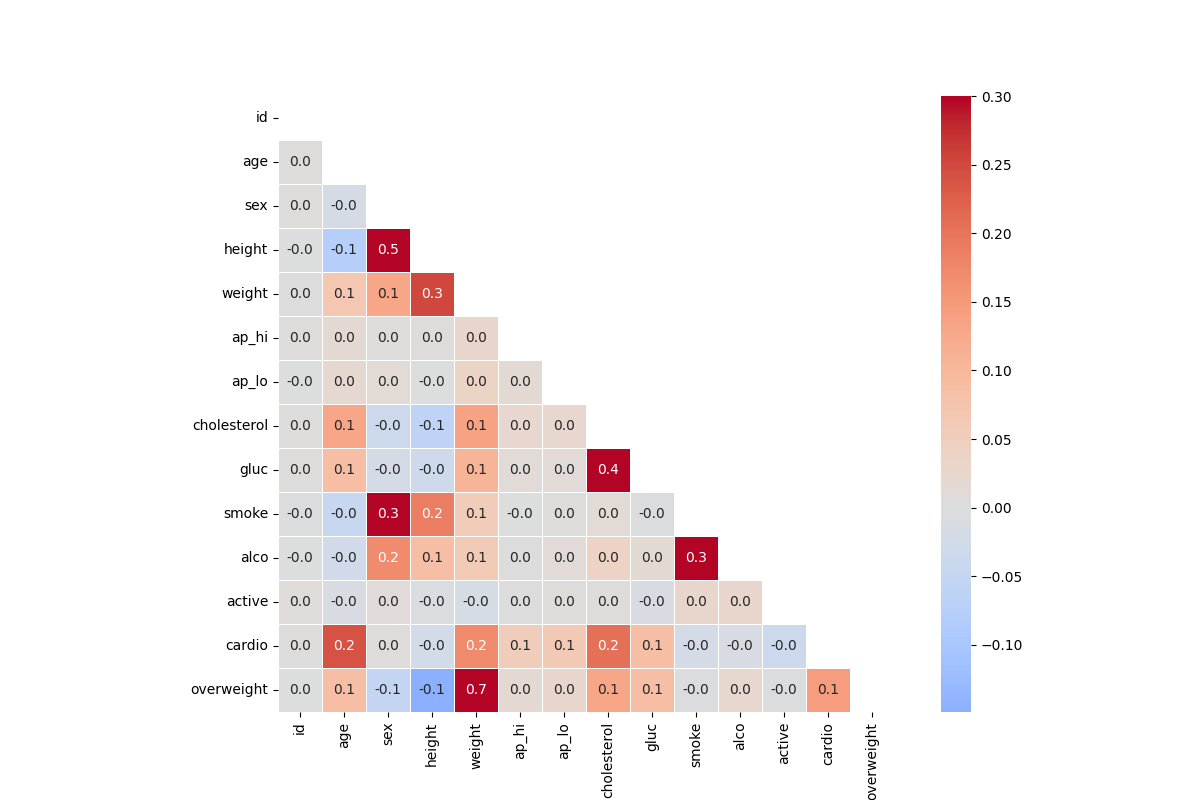 0.30
id
age 0.0 0.25
sex 0.0 -0.0
height -0.0 -0.1 0.5 0.20
weight 0.0 0.1 0.1 0.3
0.15
ap_hi 0.0 0.0 0.0 0.0 0.0
ap_lo -0.0 0.0 0.0 -0.0 0.0 0.0 0.10
cholesterol 0.0 0.1 -0.0 -0.1 0.1 0.0 0.0
0.05
gluc 0.0 0.1 -0.0 -0.0 0.1 0.0 0.0 0.4
smoke -0.0 -0.0 0.3 0.2 0.1 -0.0 0.0 0.0 -0.0 0.00
alco -0.0 -0.0 0.2 0.1 0.1 0.0 0.0 0.0 0.0 0.3
−0.05
active 0.0 -0.0 0.0 -0.0 -0.0 0.0 0.0 0.0 -0.0 0.0 0.0
cardio 0.0 0.2 0.0 -0.0 0.2 0.1 0.1 0.2 0.1 -0.0 -0.0 -0.0 −0.10
overweight 0.0 0.1 -0.1 -0.1 0.7 0.0 0.0 0.1 0.1 -0.0 0.0 -0.0 0.1
id age sex height weight ap_hi ap_lo cholesterol gluc smoke alco active cardio overweight